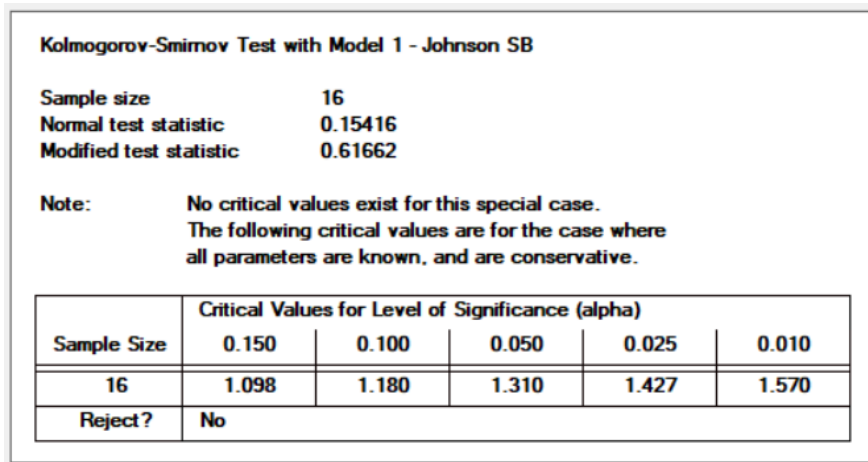 Kolmogorov-Smirnov Test with Model 1 - Johnson SB
Sample size 16
Normal test statistic 0.15416
Modified test statistic 0.61662
Note: No critical values exist for this special case.
The following critical values are for the case where
all parameters are known, and are conservative.
Critical Values for Level of Significance (alpha)
Sample Size 0.150 0.100 0.050 0.025 0.010
16 1.098 1.180 1.310 1.427 1.570
Reject? No